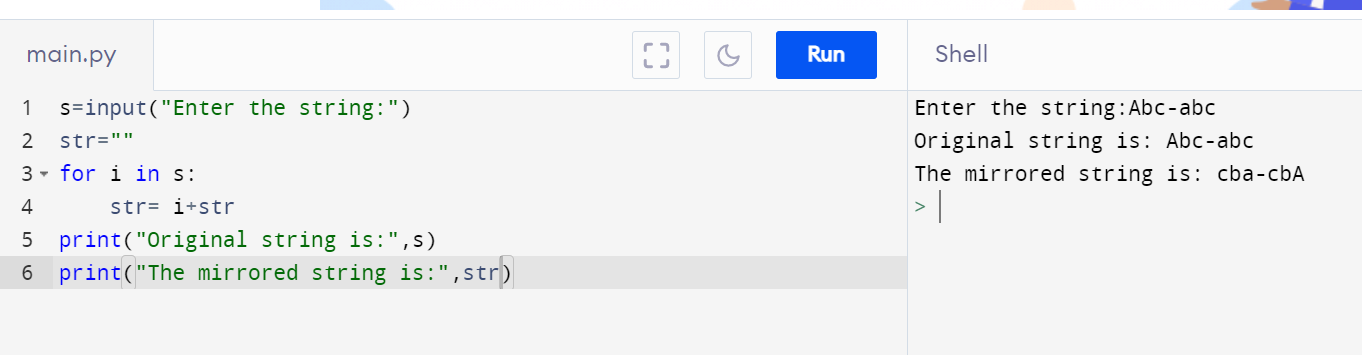 main.py
Run
Shell
1 s=input("Enter the string:")
2 str=""
3 for i in s:
4     str= i+str
5 print("Original string is:",s)
6 print("The mirrored string is:",str)
Enter the string:Abc-abc
Original string is: Abc-abc
The mirrored string is: cba-cbA
>